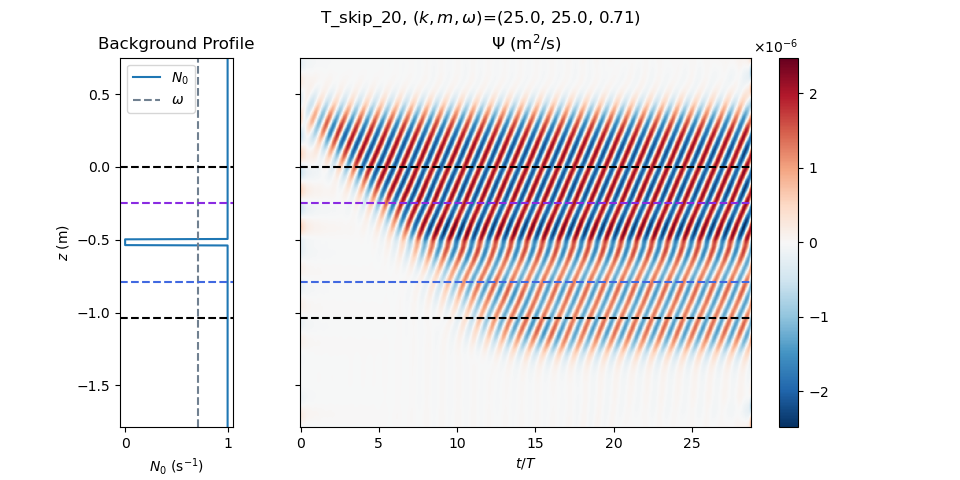 T_skip_20, (k, m, ω)=(25.0, 25.0, 0.71)
Background Profile
Ψ (m²/s)
×10⁻⁶
N₀
ω
0.5
0.0
−0.5
−1.0
−1.5
z (m)
0 1
N₀ (s⁻¹)
0 5 10 15 20 25
t/T
2
1
0
−1
−2